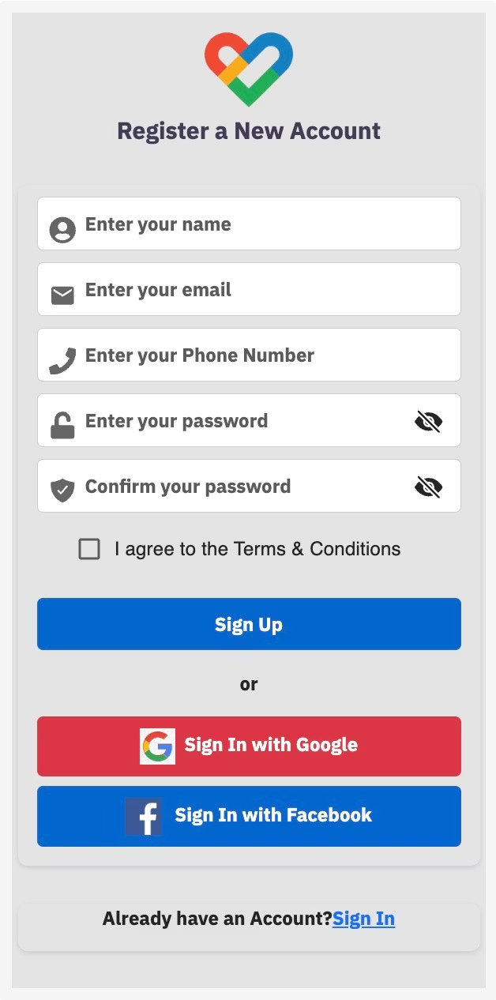 Register a New Account
Enter your name
Enter your email
Enter your Phone Number
Enter your password
Confirm your password
I agree to the Terms & Conditions
Sign Up
or
Sign In with Google
Sign In with Facebook
Already have an Account?Sign In